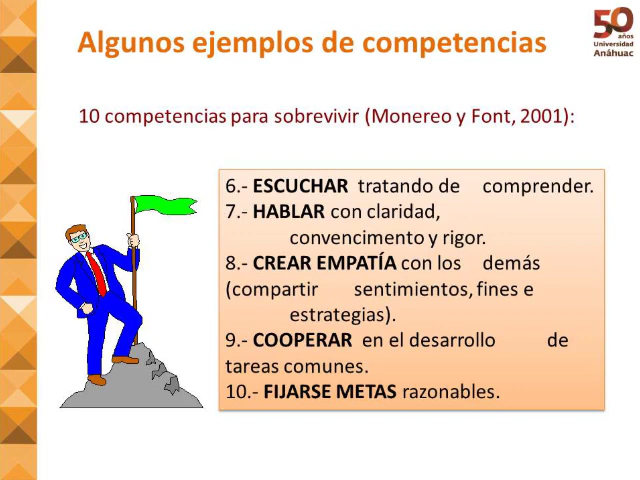 Algunos ejemplos de competencias
50
años
Universidad
Anáhuac
10 competencias para sobrevivir (Monereo y Font, 2001):
6.- ESCUCHAR tratando de comprender.
7.- HABLAR con claridad,
convencimiento y rigor.
8.- CREAR EMPATÍA con los demás
(compartir sentimientos, fines e
estrategias).
9.- COOPERAR en el desarrollo de
tareas comunes.
10.- FIJARSE METAS razonables.